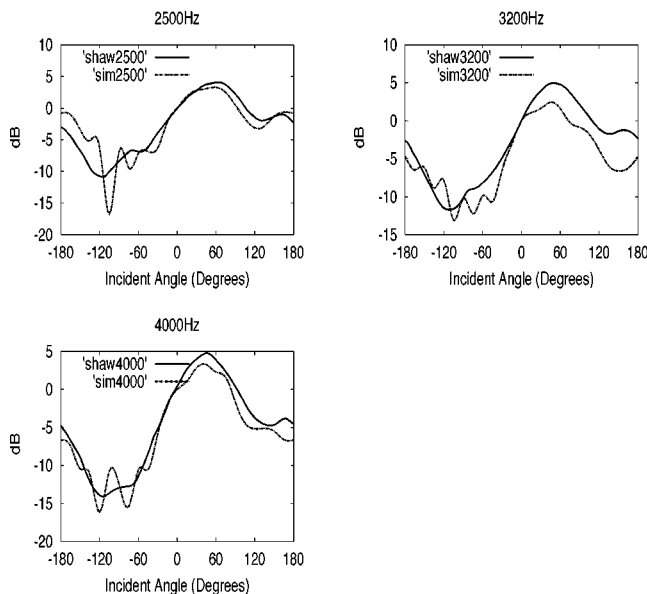 2500Hz
10
5
0
-5
-10
-15
-20
dB
'shaw2500'
'sim2500'
-180 -120 -60 0 60 120 180
Incident Angle (Degrees)
3200Hz
15
10
5
0
-5
-10
-15
dB
'shaw3200'
'sim3200'
-180 -120 -60 0 60 120 180
Incident Angle (Degrees)
4000Hz
5
0
-5
-10
-15
-20
dB
'shaw4000'
'sim4000'
-180 -120 -60 0 60 120 180
Incident Angle (Degrees)